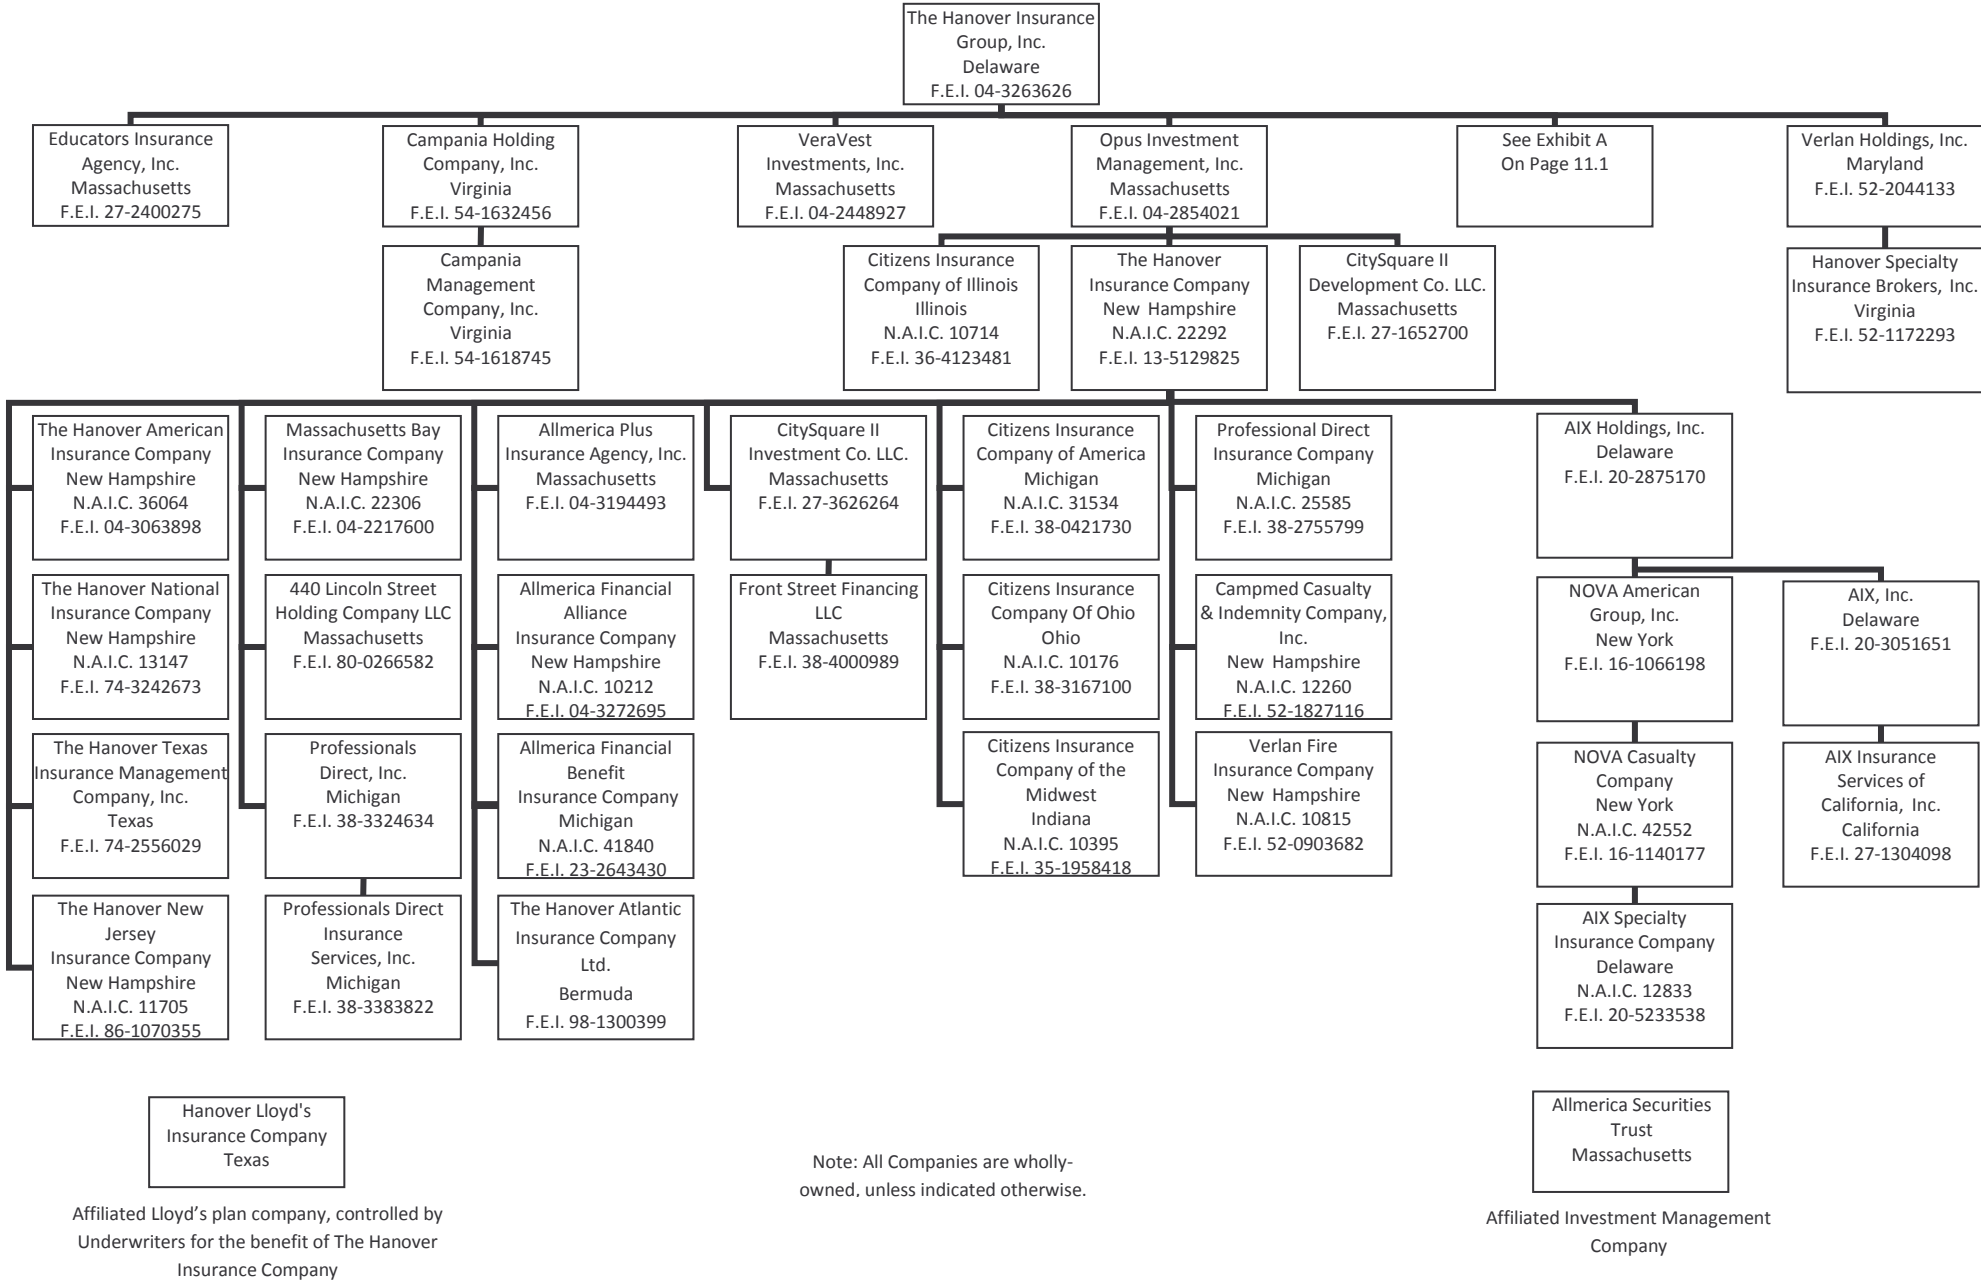 The Hanover Insurance
Group, Inc.
Delaware
F.E.I. 04-3263626
Educators Insurance
Agency, Inc.
Massachusetts
F.E.I. 27-2400275
Campania Holding
Company, Inc.
Virginia
F.E.I. 54-1632456
VeraVest
Investments, Inc.
Massachusetts
F.E.I. 04-2448927
Opus Investment
Management, Inc.
Massachusetts
F.E.I. 04-2854021
See Exhibit A
On Page 11.1
Verlan Holdings, Inc.
Maryland
F.E.I. 52-2044133
Campania
Management
Company, Inc.
Virginia
F.E.I. 54-1618745
Citizens Insurance
Company of Illinois
Illinois
N.A.I.C. 10714
F.E.I. 36-4123481
The Hanover
Insurance Company
New Hampshire
N.A.I.C. 22292
F.E.I. 13-5129825
CitySquare II
Development Co. LLC.
Massachusetts
F.E.I. 27-1652700
Hanover Specialty
Insurance Brokers, Inc.
Virginia
F.E.I. 52-1172293
The Hanover American
Insurance Company
New Hampshire
N.A.I.C. 36064
F.E.I. 04-3063898
Massachusetts Bay
Insurance Company
New Hampshire
N.A.I.C. 22306
F.E.I. 04-2217600
Allmerica Plus
Insurance Agency, Inc.
Massachusetts
F.E.I. 04-3194493
CitySquare II
Investment Co. LLC.
Massachusetts
F.E.I. 27-3626264
Citizens Insurance
Company of America
Michigan
N.A.I.C. 31534
F.E.I. 38-0421730
Professional Direct
Insurance Company
Michigan
N.A.I.C. 25585
F.E.I. 38-2755799
AIX Holdings, Inc.
Delaware
F.E.I. 20-2875170
The Hanover National
Insurance Company
New Hampshire
N.A.I.C. 13147
F.E.I. 74-3242673
440 Lincoln Street
Holding Company LLC
Massachusetts
F.E.I. 80-0266582
Allmerica Financial
Alliance
Insurance Company
New Hampshire
N.A.I.C. 10212
F.E.I. 04-3272695
Front Street Financing
LLC
Massachusetts
F.E.I. 38-4000989
Citizens Insurance
Company Of Ohio
Ohio
N.A.I.C. 10176
F.E.I. 38-3167100
Campmed Casualty
& Indemnity Company,
Inc.
New Hampshire
N.A.I.C. 12260
F.E.I. 52-1827116
NOVA American
Group, Inc.
New York
F.E.I. 16-1066198
AIX, Inc.
Delaware
F.E.I. 20-3051651
The Hanover Texas
Insurance Management
Company, Inc.
Texas
F.E.I. 74-2556029
Professionals
Direct, Inc.
Michigan
F.E.I. 38-3324634
Allmerica Financial
Benefit
Insurance Company
Michigan
N.A.I.C. 41840
F.E.I. 23-2643430
Citizens Insurance
Company of the
Midwest
Indiana
N.A.I.C. 10395
F.E.I. 35-1958418
Verlan Fire
Insurance Company
New Hampshire
N.A.I.C. 10815
F.E.I. 52-0903682
NOVA Casualty
Company
New York
N.A.I.C. 42552
F.E.I. 16-1140177
AIX Insurance
Services of
California, Inc.
California
F.E.I. 27-1304098
The Hanover New
Jersey
Insurance Company
New Hampshire
N.A.I.C. 11705
F.E.I. 86-1070355
Professionals Direct
Insurance
Services, Inc.
Michigan
F.E.I. 38-3383822
The Hanover Atlantic
Insurance Company
Ltd.
Bermuda
F.E.I. 98-1300399
AIX Specialty
Insurance Company
Delaware
N.A.I.C. 12833
F.E.I. 20-5233538
Hanover Lloyd's
Insurance Company
Texas
Affiliated Lloyd’s plan company, controlled by
Underwriters for the benefit of The Hanover
Insurance Company
Note: All Companies are wholly-
owned, unless indicated otherwise.
Allmerica Securities
Trust
Massachusetts
Affiliated Investment Management
Company